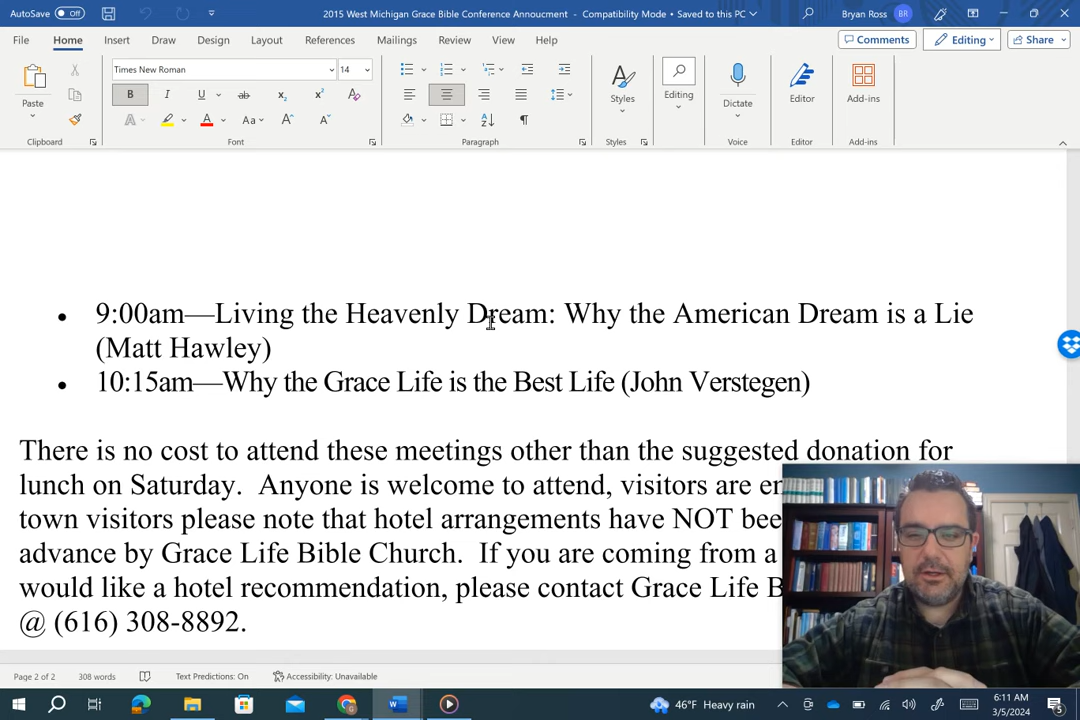 AutoSave Off 2015 West Michigan Grace Bible Conference Annoucment - Compatibility Mode • Saved to this PC Bryan Ross BR
File Home Insert Draw Design Layout References Mailings Review View Help Comments Editing Share
Times New Roman 14
Paste Styles Editing Dictate Editor Add-ins
Clipboard Font Paragraph Styles Voice Editor Add-ins
• 9:00am—Living the Heavenly Dream: Why the American Dream is a Lie
(Matt Hawley)
• 10:15am—Why the Grace Life is the Best Life (John Verstegen)
There is no cost to attend these meetings other than the suggested donation for
lunch on Saturday. Anyone is welcome to attend, visitors are en
town visitors please note that hotel arrangements have NOT bee
advance by Grace Life Bible Church. If you are coming from a
would like a hotel recommendation, please contact Grace Life B
@ (616) 308-8892.
Page 2 of 2 308 words Text Predictions: On Accessibility: Unavailable
46°F Heavy rain 6:11 AM
3/5/2024 5